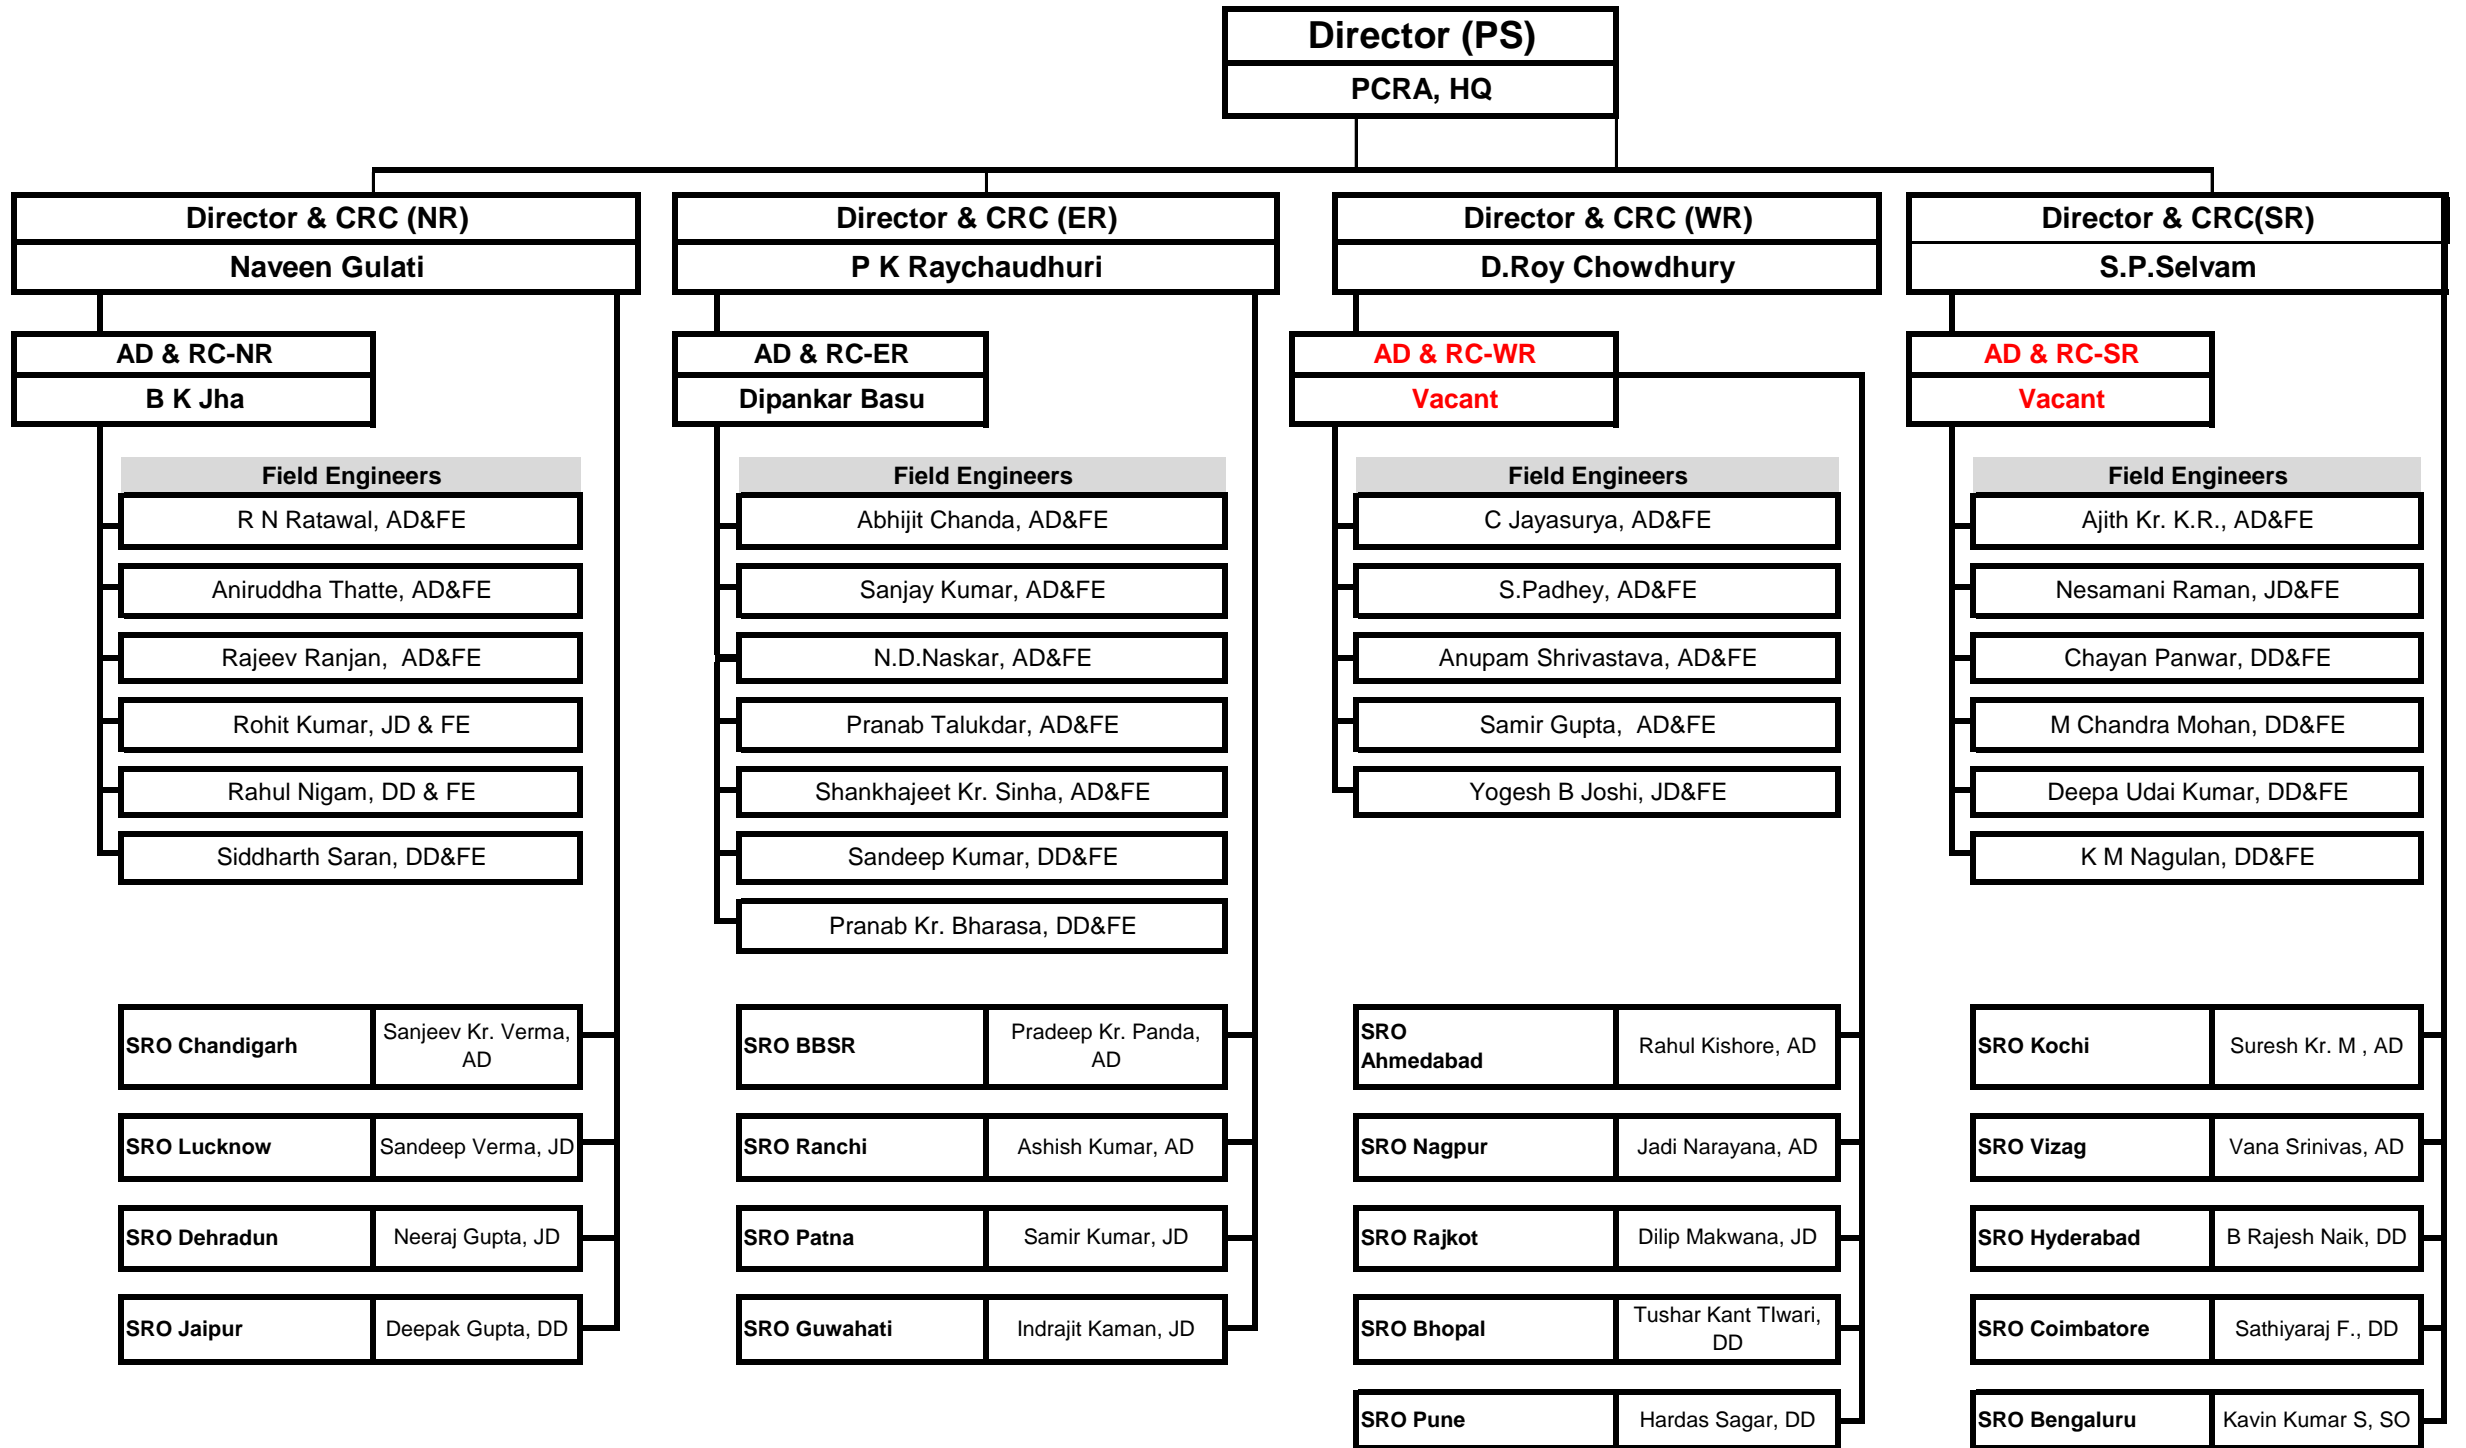 Director (PS)
PCRA, HQ
Director & CRC (NR)
Naveen Gulati
AD & RC-NR
B K Jha
Field Engineers
R N Ratawal, AD&FE
Aniruddha Thatte, AD&FE
Rajeev Ranjan,  AD&FE
Rohit Kumar, JD & FE
Rahul Nigam, DD & FE
Siddharth Saran, DD&FE
SRO Chandigarh
Sanjeev Kr. Verma,
AD
SRO Lucknow
Sandeep Verma, JD
SRO Dehradun
Neeraj Gupta, JD
SRO Jaipur
Deepak Gupta, DD
Director & CRC (ER)
P K Raychaudhuri
AD & RC-ER
Dipankar Basu
Field Engineers
Abhijit Chanda, AD&FE
Sanjay Kumar, AD&FE
N.D.Naskar, AD&FE
Pranab Talukdar, AD&FE
Shankhajeet Kr. Sinha, AD&FE
Sandeep Kumar, DD&FE
Pranab Kr. Bharasa, DD&FE
SRO BBSR
Pradeep Kr. Panda,
AD
SRO Ranchi
Ashish Kumar, AD
SRO Patna
Samir Kumar, JD
SRO Guwahati
Indrajit Kaman, JD
Director & CRC (WR)
D.Roy Chowdhury
AD & RC-WR
Vacant
Field Engineers
C Jayasurya, AD&FE
S.Padhey, AD&FE
Anupam Shrivastava, AD&FE
Samir Gupta,  AD&FE
Yogesh B Joshi, JD&FE
SRO
Ahmedabad
Rahul Kishore, AD
SRO Nagpur
Jadi Narayana, AD
SRO Rajkot
Dilip Makwana, JD
SRO Bhopal
Tushar Kant TIwari,
DD
SRO Pune
Hardas Sagar, DD
Director & CRC(SR)
S.P.Selvam
AD & RC-SR
Vacant
Field Engineers
Ajith Kr. K.R., AD&FE
Nesamani Raman, JD&FE
Chayan Panwar, DD&FE
M Chandra Mohan, DD&FE
Deepa Udai Kumar, DD&FE
K M Nagulan, DD&FE
SRO Kochi
Suresh Kr. M , AD
SRO Vizag
Vana Srinivas, AD
SRO Hyderabad
B Rajesh Naik, DD
SRO Coimbatore
Sathiyaraj F., DD
SRO Bengaluru
Kavin Kumar S, SO